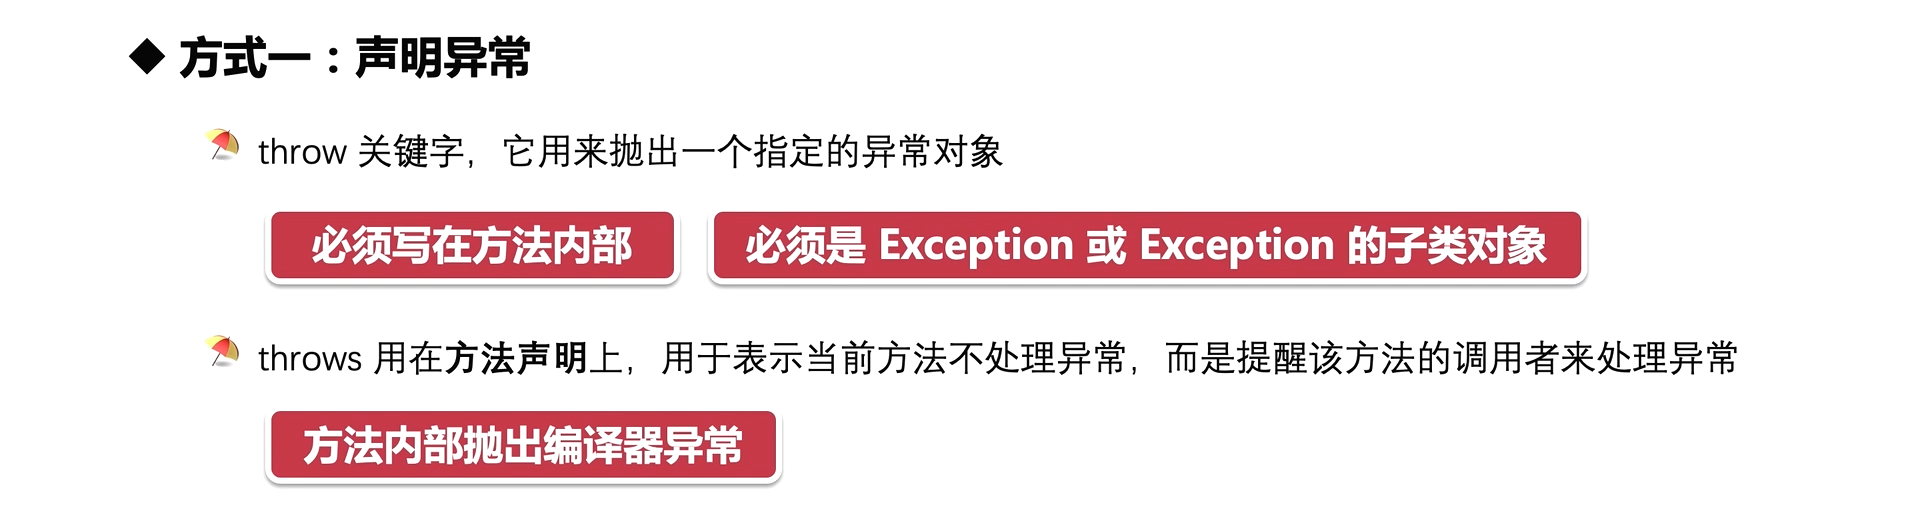 ◆ 方式一：声明异常
throw 关键字，它用来抛出一个指定的异常对象
必须写在方法内部
必须是 Exception 或 Exception 的子类对象
throws 用在方法声明上，用于表示当前方法不处理异常，而是提醒该方法的调用者来处理异常
方法内部抛出编译器异常